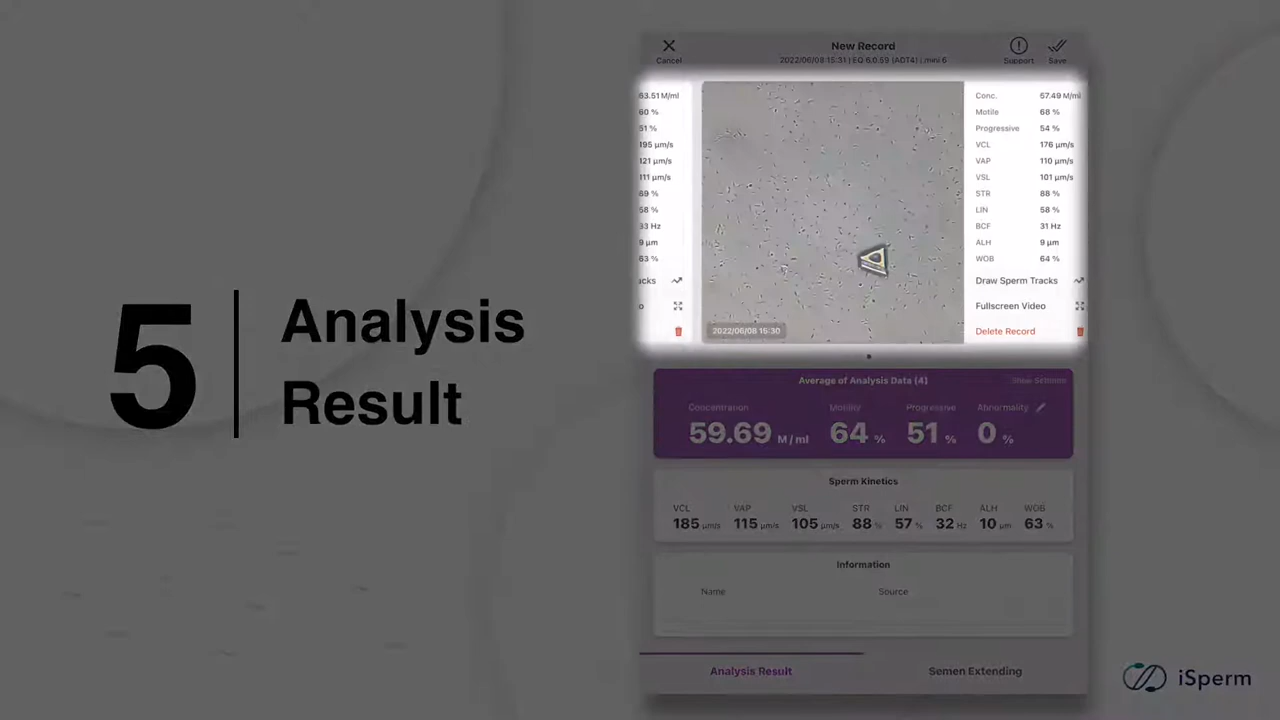 5
Analysis
Result
New Record
Cancel
2022/06/08 15:31 | EQ 6.0.59 (ADT4) | mini 6
Support
Save
63.51 M/ml
60 %
51 %
195 µm/s
121 µm/s
111 µm/s
69 %
58 %
33 Hz
9 µm
63 %
acks
o
2022/06/08 15:30
Conc. 57.49 M/ml
Motile 68 %
Progressive 54 %
VCL 176 µm/s
VAP 110 µm/s
VSL 101 µm/s
STR 88 %
LIN 58 %
BCF 31 Hz
ALH 9 µm
WOB 64 %
Draw Sperm Tracks
Fullscreen Video
Delete Record
Average of Analysis Data (4)
Show Settings
Concentration Motility Progressive Abnormality
59.69 M / ml 64 % 51 % 0 %
Sperm Kinetics
VCL VAP VSL STR LIN BCF ALH WOB
185 µm/s 115 µm/s 105 µm/s 88 % 57 % 32 Hz 10 µm 63 %
Information
Name Source
Analysis Result Semen Extending
iSperm